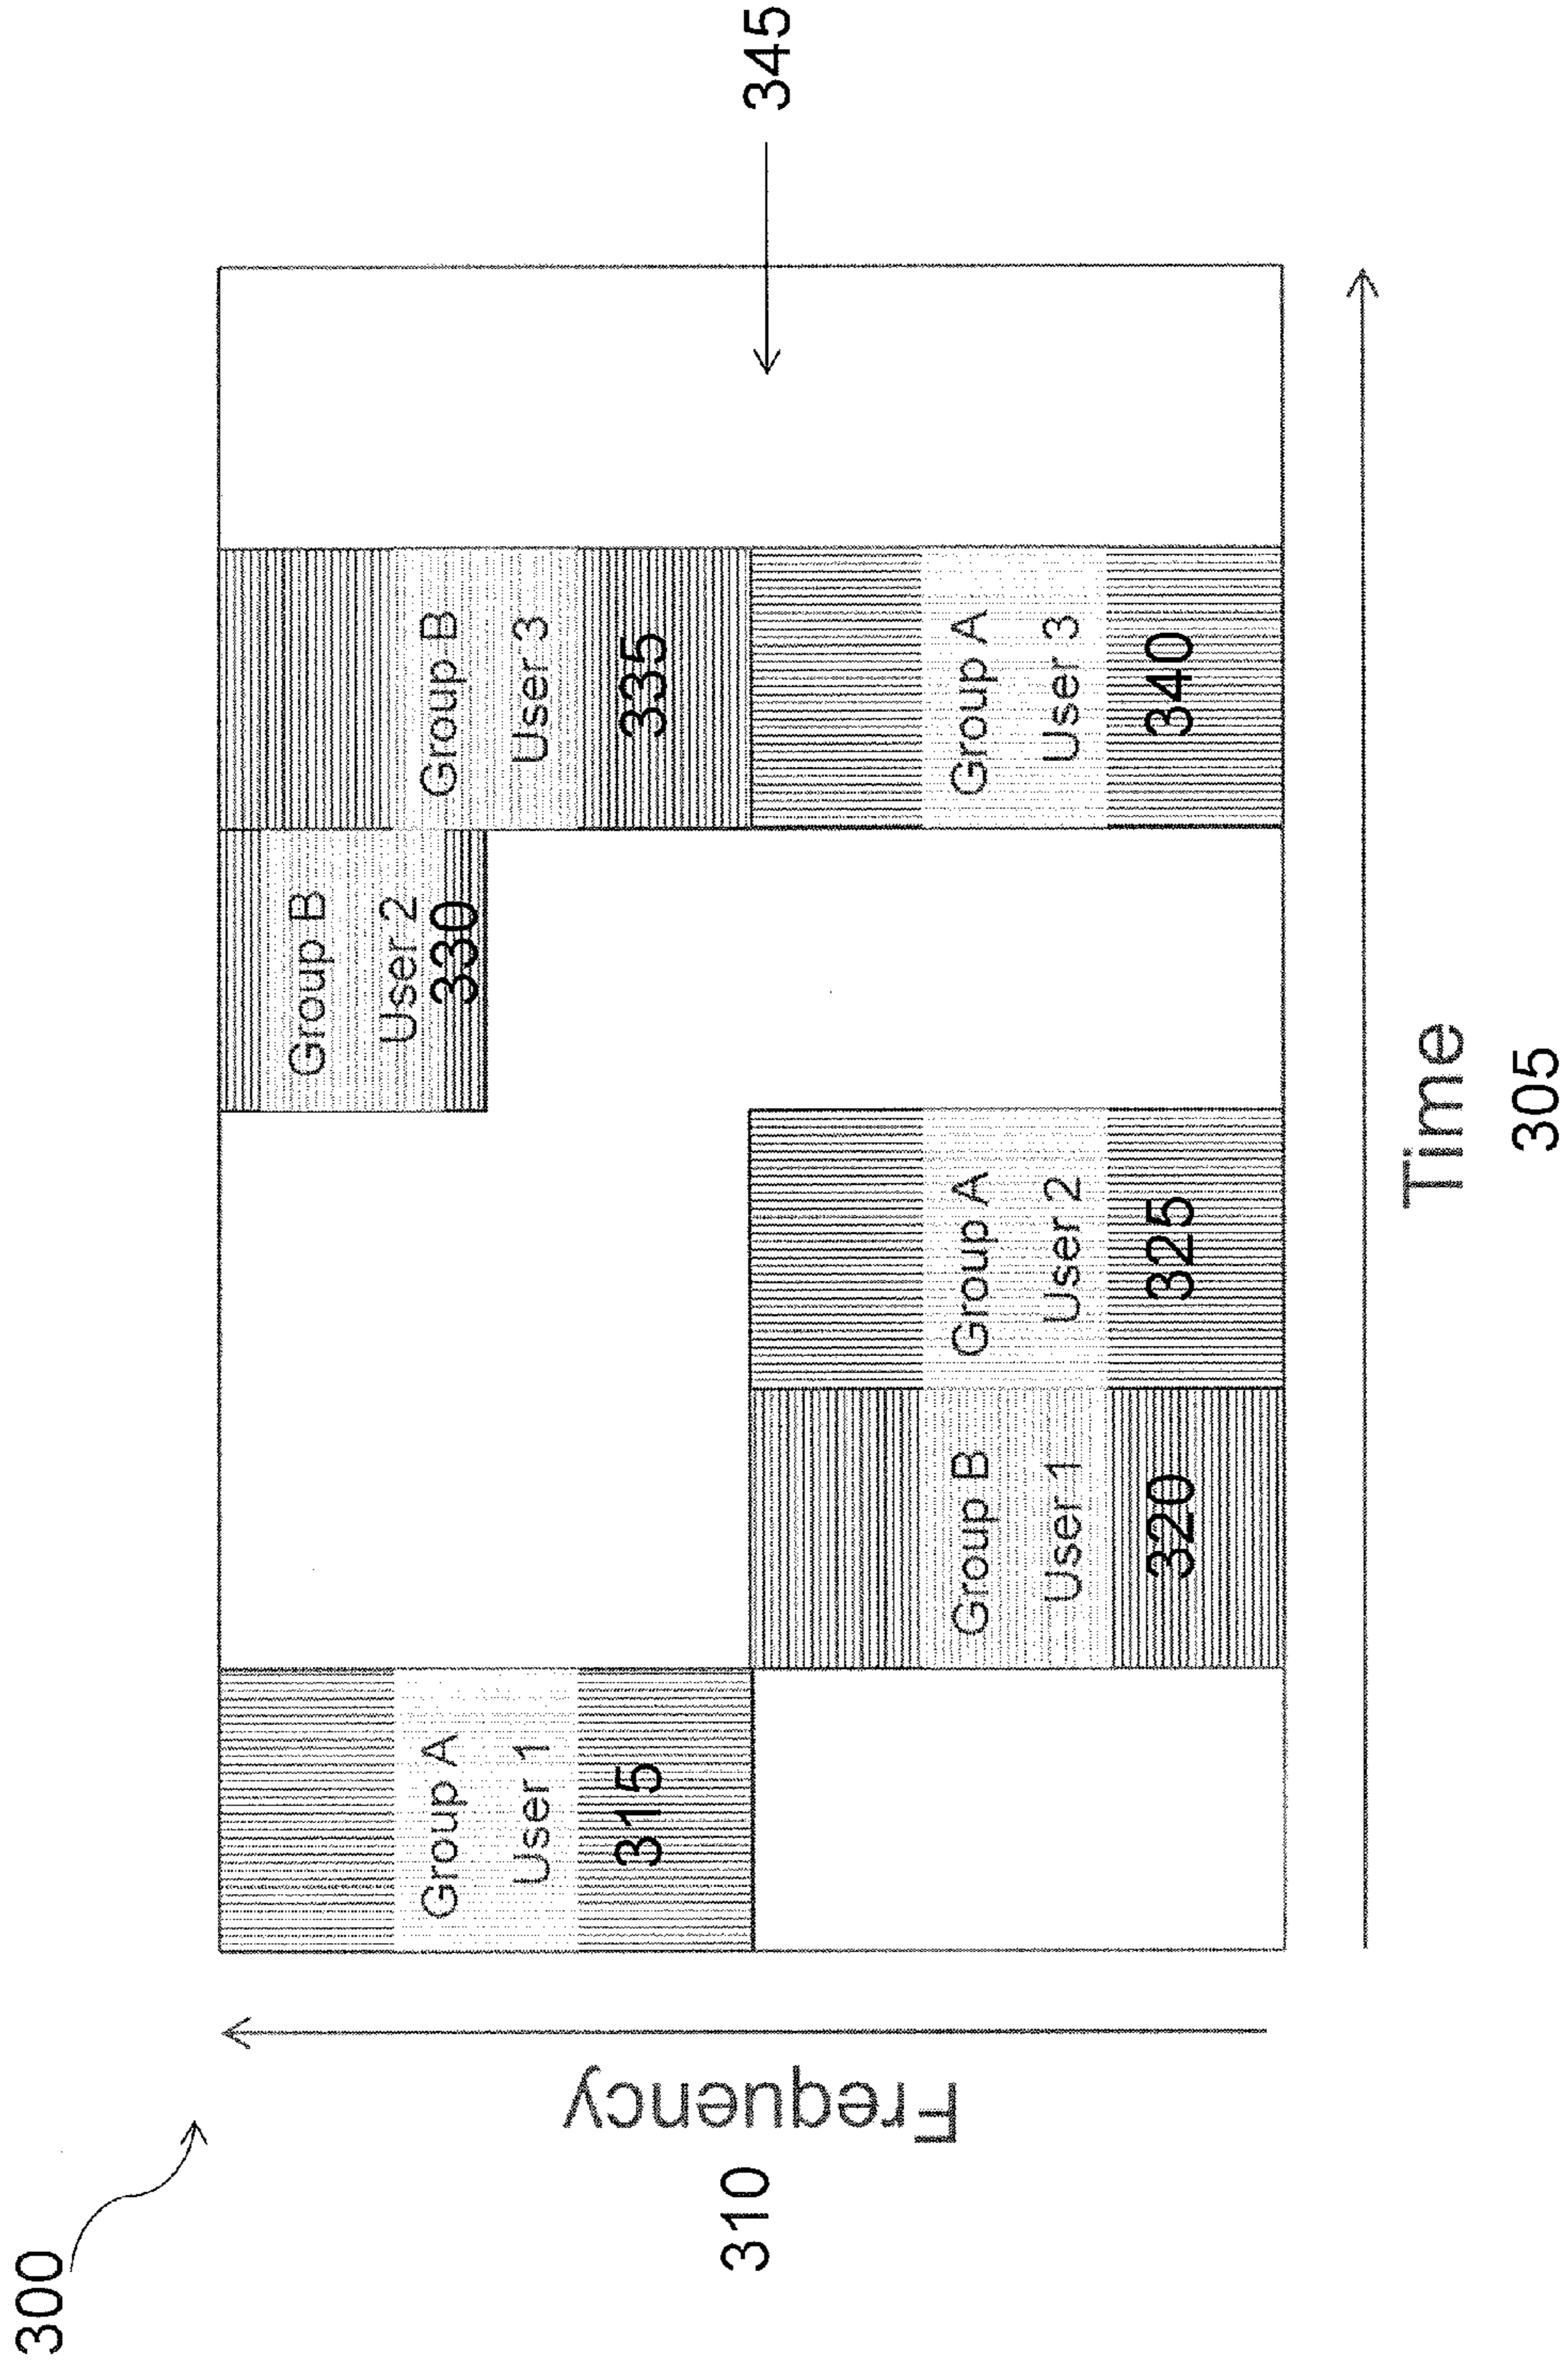 300
Frequency
310
Group A
User 1
315
Group B
User 1
320
Group A
User 2
325
Group B
User 2
330
Group B
User 3
335
Group A
User 3
340
345
Time
305